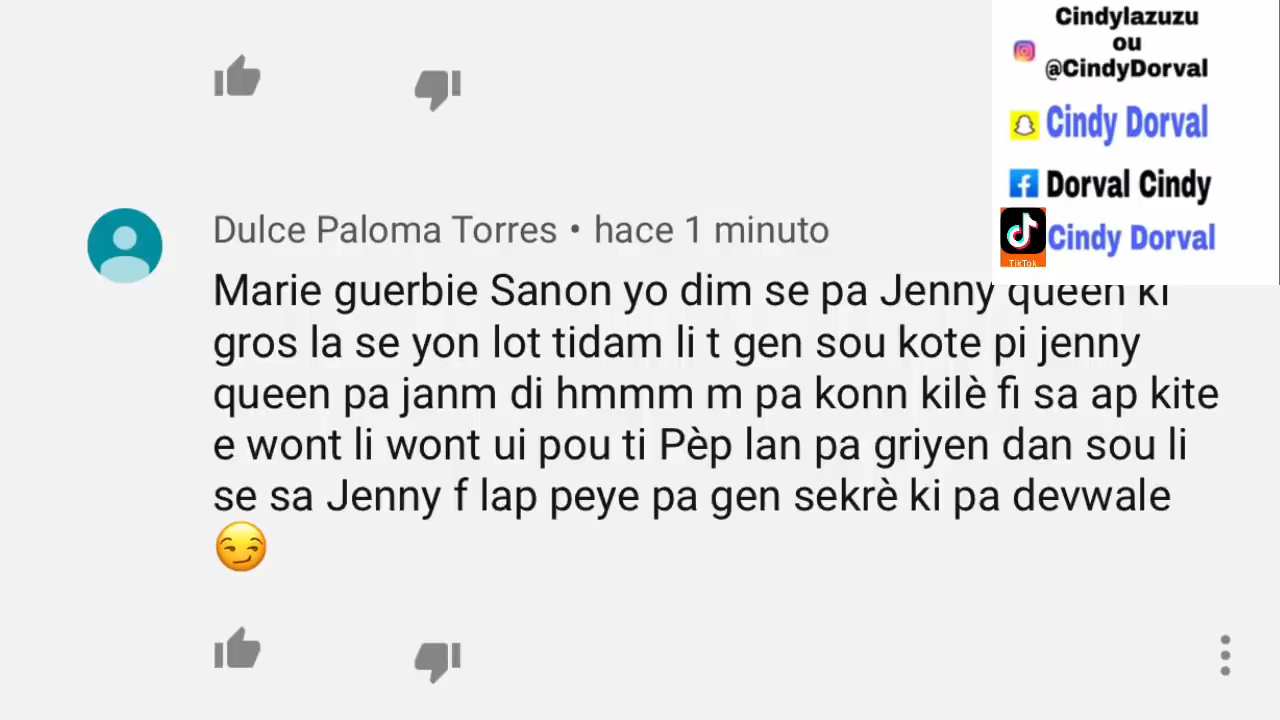 Cindylazuzu
ou
@CindyDorval
Cindy Dorval
Dorval Cindy
TikTok
Cindy Dorval
Dulce Paloma Torres • hace 1 minuto
Marie guerbie Sanon yo dim se pa Jenny queen ki
gros la se yon lot tidam li t gen sou kote pi jenny
queen pa janm di hmmm m pa konn kilè fi sa ap kite
e wont li wont ui pou ti Pèp lan pa griyen dan sou li
se sa Jenny f lap peye pa gen sekrè ki pa devwale
😏